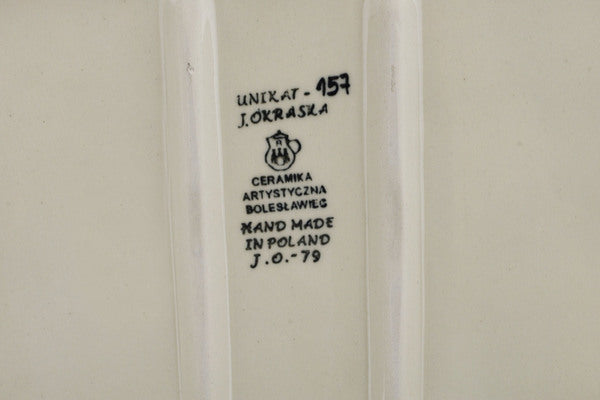 UNIKAT - 157
J. OKRASKA
CERAMIKA
ARTYSTYCZNA
BOLESŁAWIEC
HAND MADE
IN POLAND
J.O.-79